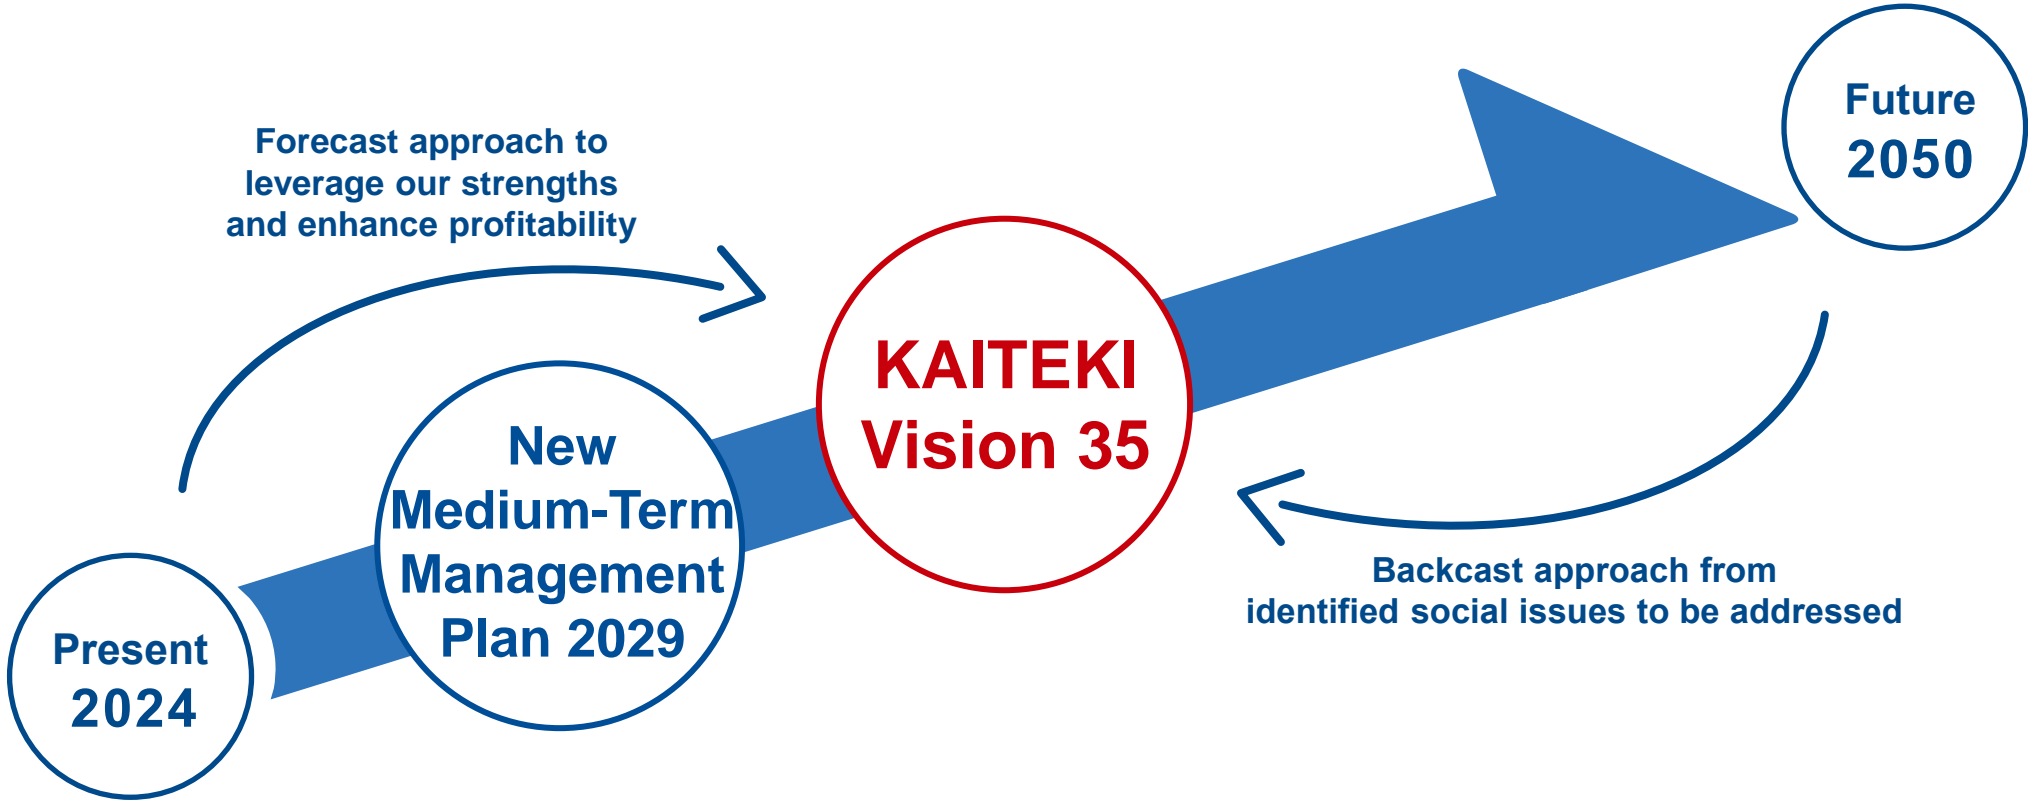 Forecast approach to
leverage our strengths
and enhance profitability
Future
2050
KAITEKI
Vision 35
New
Medium-Term
Management
Plan 2029
Present
2024
Backcast approach from
identified social issues to be addressed